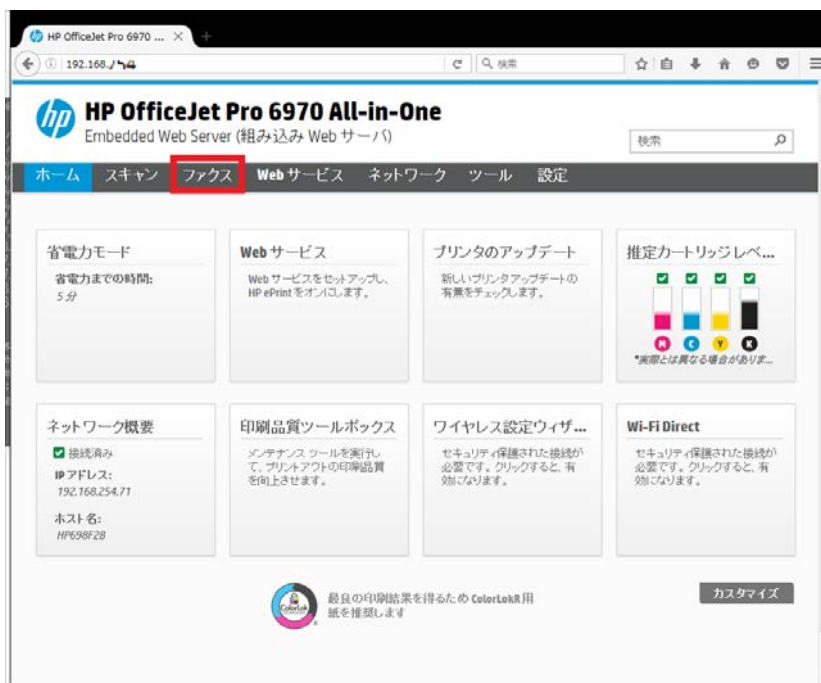 HP OfficeJet Pro 6970 ...
192.168.
検索
hp
HP OfficeJet Pro 6970 All-in-One
Embedded Web Server (組み込み Web サーバ)
検索
ホーム スキャン ファクス Web サービス ネットワーク ツール 設定
省電力モード
省電力までの時間:
5 分
Web サービス
Web サービスをセットアップし、
HP ePrint をオンにします。
プリンタのアップデート
新しいプリンタアップデートの
有無をチェックします。
推定カートリッジレベ...
M C Y K
*実際とは異なる場合がありま...
ネットワーク概要
接続済み
IP アドレス:
192.168.254.71
ホスト名:
HP698F2B
印刷品質ツールボックス
メンテナンス ツールを実行し
て、プリントアウトの印刷品質
を向上させます。
ワイヤレス設定ウィザ...
セキュリティ保護された接続が
必要です。クリックすると、有
効になります。
Wi-Fi Direct
セキュリティ保護された接続が
必要です。クリックすると、有
効になります。
ColorLok
最良の印刷結果を得るため ColorLokR 用
紙を推奨します
カスタマイズ